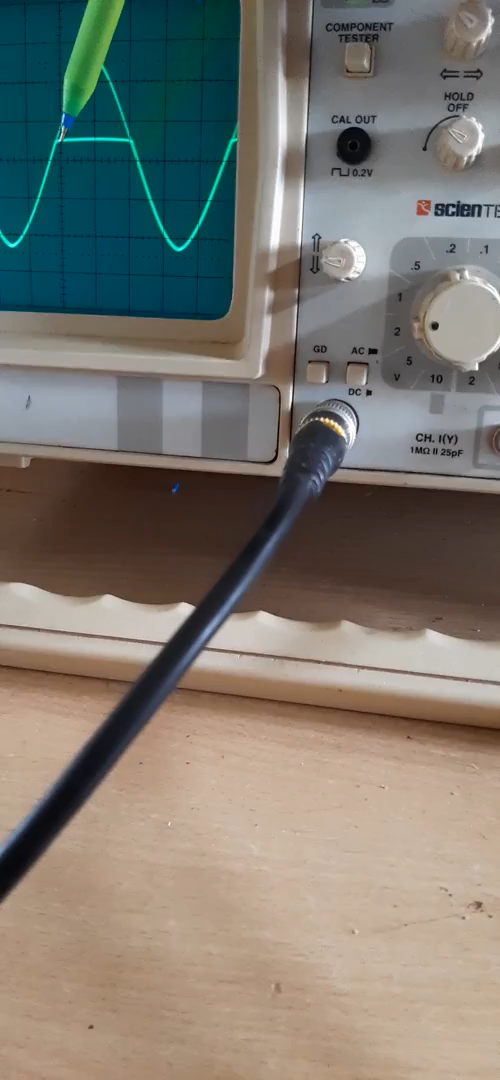 COMPONENT
TESTER
HOLD
OFF
CAL OUT
0.2V
scienTE
.5 .2 .1
1
2
5
V 10 2
GD AC
DC
CH. I(Y)
1MΩ II 25pF